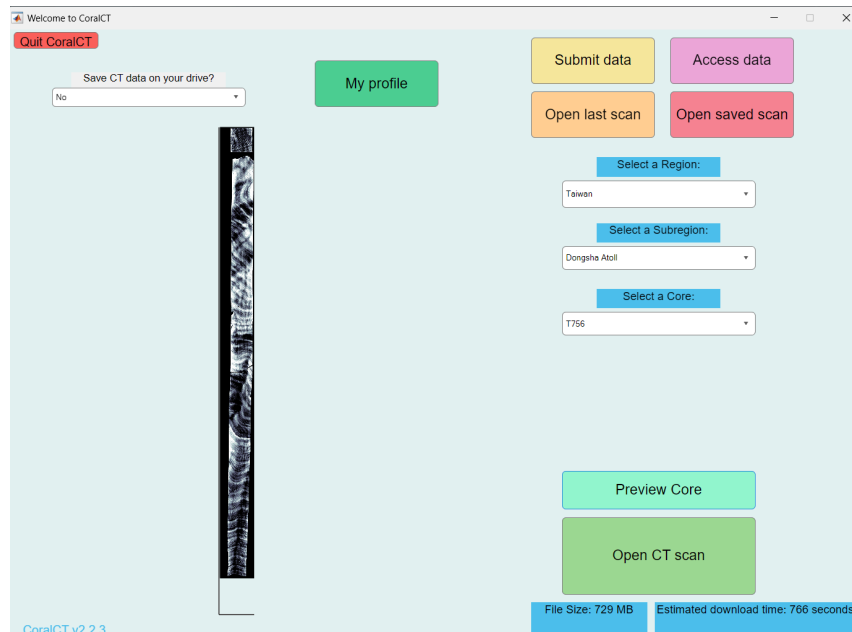 Welcome to CoralCT
Quit CoralCT
Save CT data on your drive?
No
My profile
Submit data
Access data
Open last scan
Open saved scan
Select a Region:
Taiwan
Select a Subregion:
Dongsha Atoll
Select a Core:
T756
Preview Core
Open CT scan
File Size: 729 MB
Estimated download time: 766 seconds
CoralCT v2.2.3